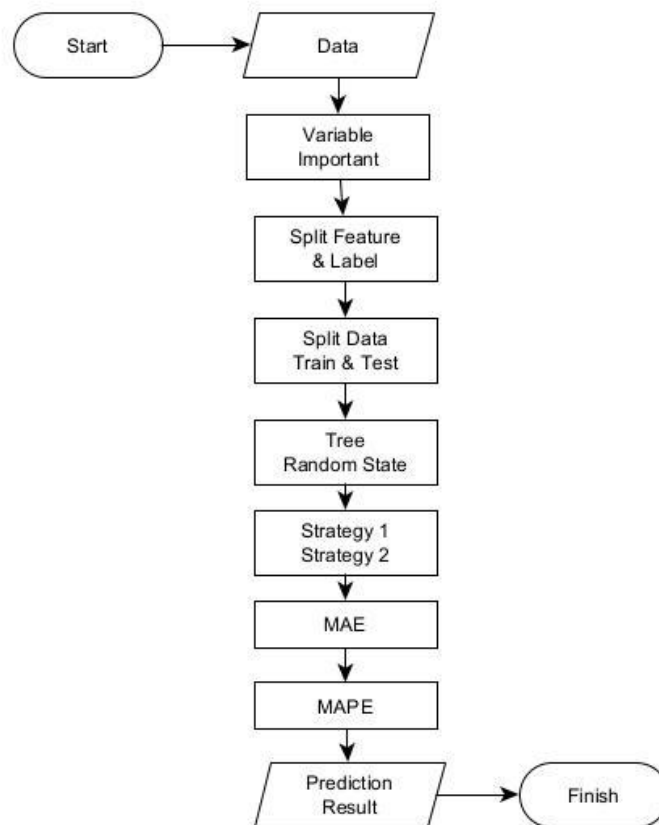 Start
Data
Variable
Important
Split Feature
& Label
Split Data
Train & Test
Tree
Random State
Strategy 1
Strategy 2
MAE
MAPE
Prediction
Result
Finish